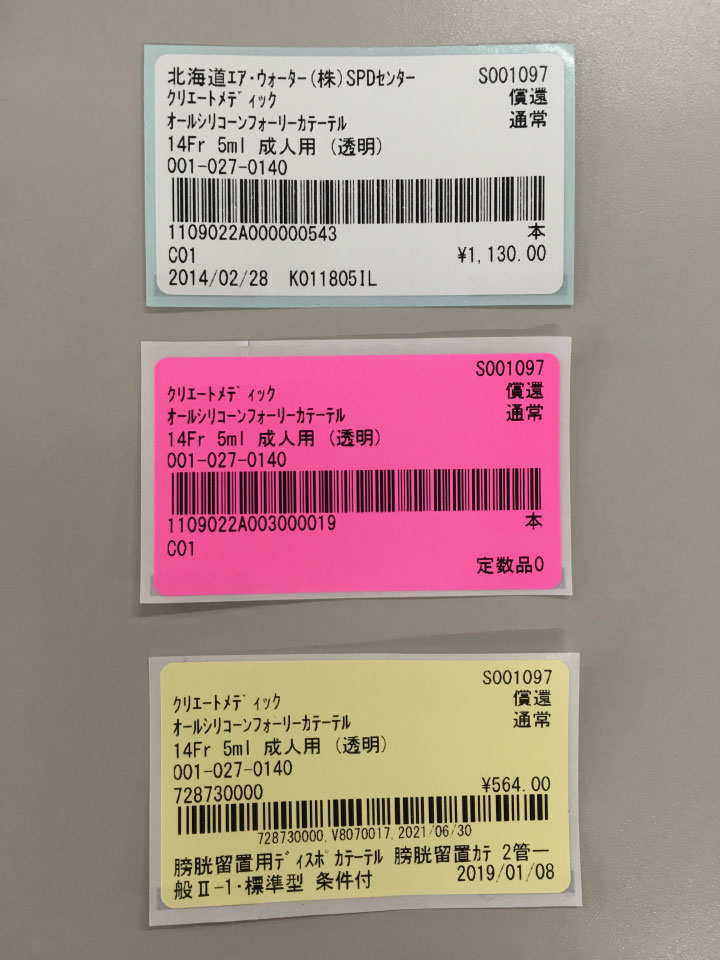 北海道ｴｱ･ｳｫｰﾀｰ(株)SPDｾﾝﾀｰ S001097
ｸﾘｴｰﾄﾒﾃﾞｨｯｸ 償還
ｵｰﾙｼﾘｺｰﾝﾌｫｰﾘｰｶﾃｰﾃﾙ 通常
14Fr 5ml 成人用 (透明)
001-027-0140
1109022A000000543 本
C01 ¥1,130.00
2014/02/28 K011805IL
S001097
ｸﾘｴｰﾄﾒﾃﾞｨｯｸ 償還
ｵｰﾙｼﾘｺｰﾝﾌｫｰﾘｰｶﾃｰﾃﾙ 通常
14Fr 5ml 成人用 (透明)
001-027-0140
1109022A003000019 本
C01
定数品0
S001097
ｸﾘｴｰﾄﾒﾃﾞｨｯｸ 償還
ｵｰﾙｼﾘｺｰﾝﾌｫｰﾘｰｶﾃｰﾃﾙ 通常
14Fr 5ml 成人用 (透明)
001-027-0140
728730000 ¥564.00
728730000,V8070017,2021/06/30
膀胱留置用ﾃﾞｨｽﾎﾟｶﾃｰﾃﾙ 膀胱留置ｶﾃ 2管一
般Ⅱ-1･標準型 条件付 2019/01/08